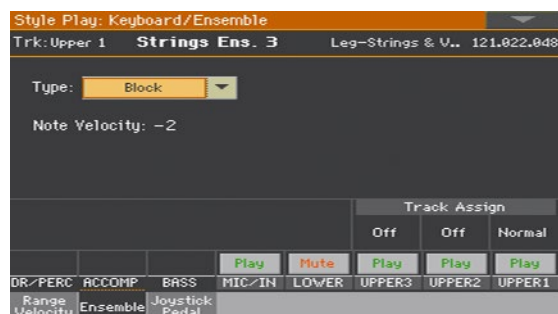 Style Play: Keyboard/Ensemble
Trk:Upper 1 Strings Ens. 3 Leg-Strings & V.. 121.022.048
Type: Block
Note Velocity: -2
Track Assign
Off Off Normal
Play Mute Play Play Play
DR/PERC ACCOMP BASS MIC/IN LOWER UPPER3 UPPER2 UPPER1
Range Ensemble Joystick
Velocity Pedal